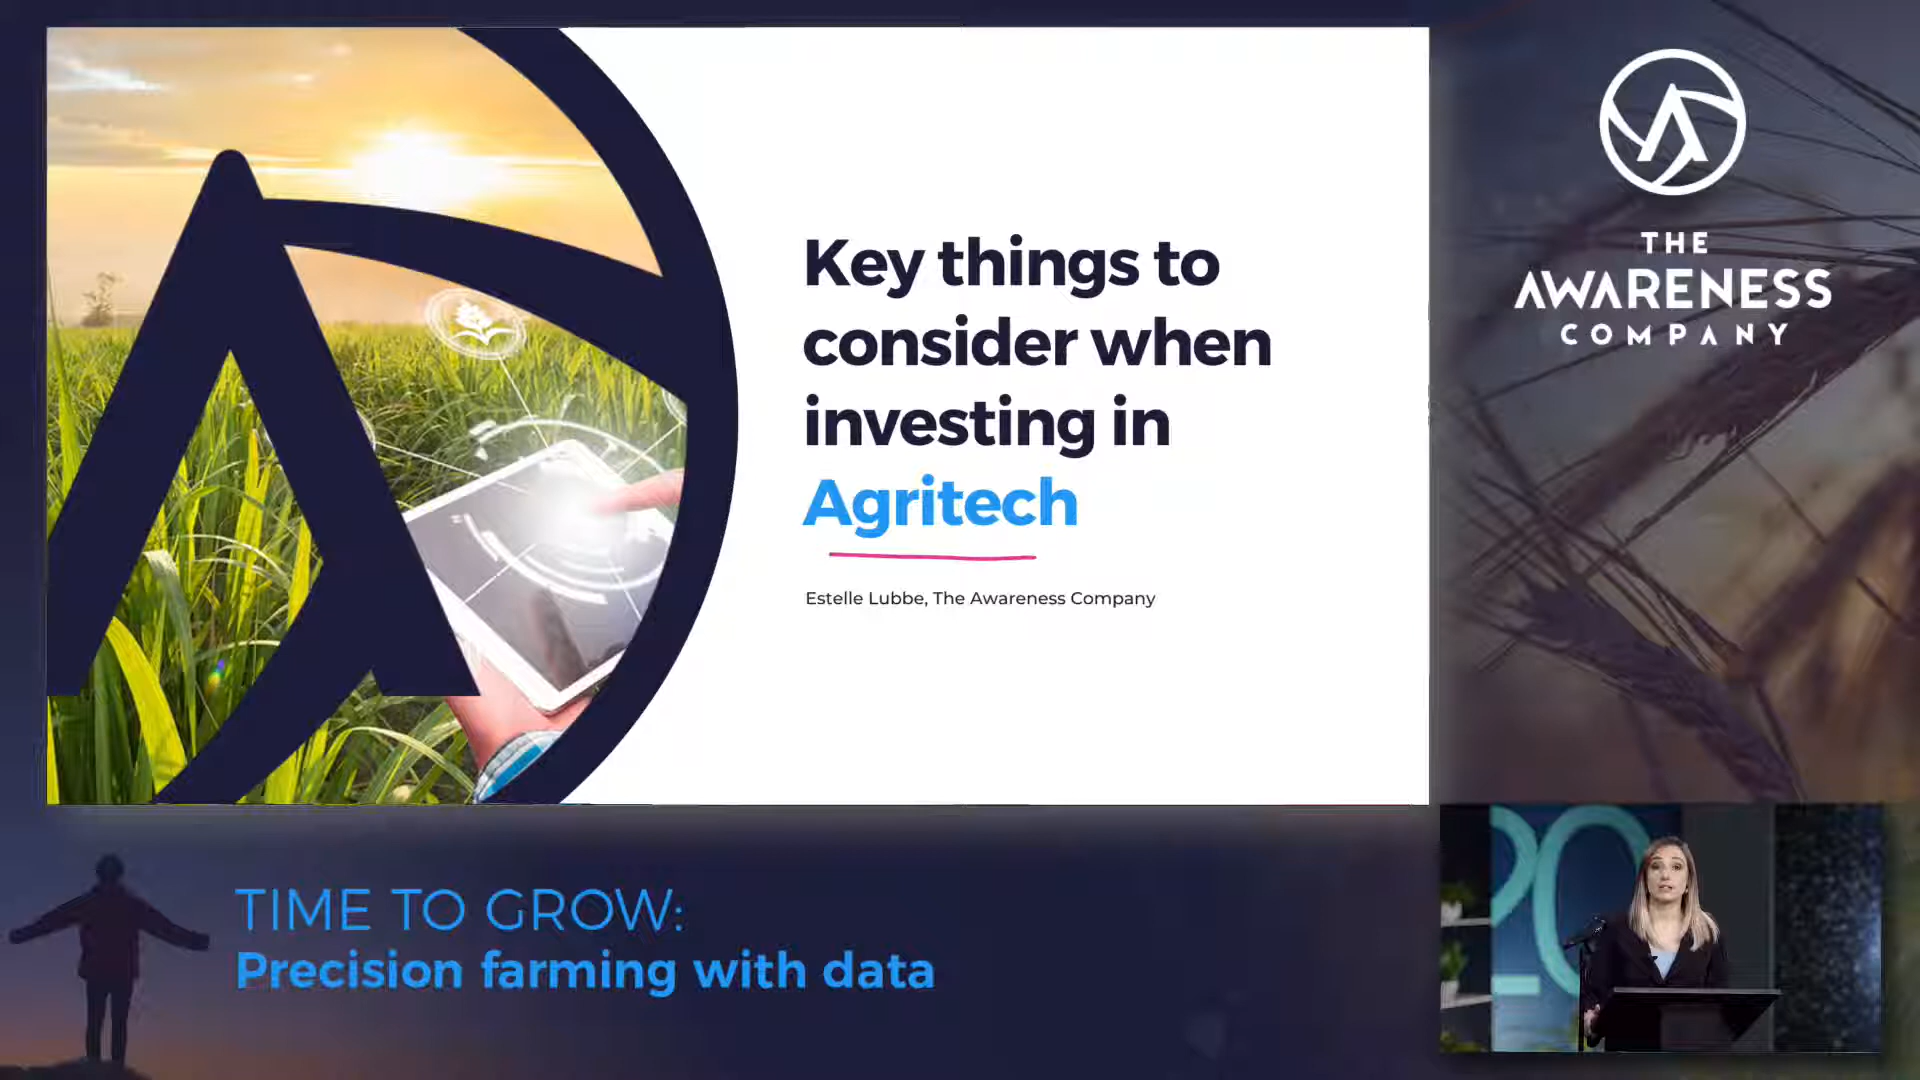 Key things to
consider when
investing in
Agritech
Estelle Lubbe, The Awareness Company
THE
AWARENESS
COMPANY
TIME TO GROW:
Precision farming with data
20